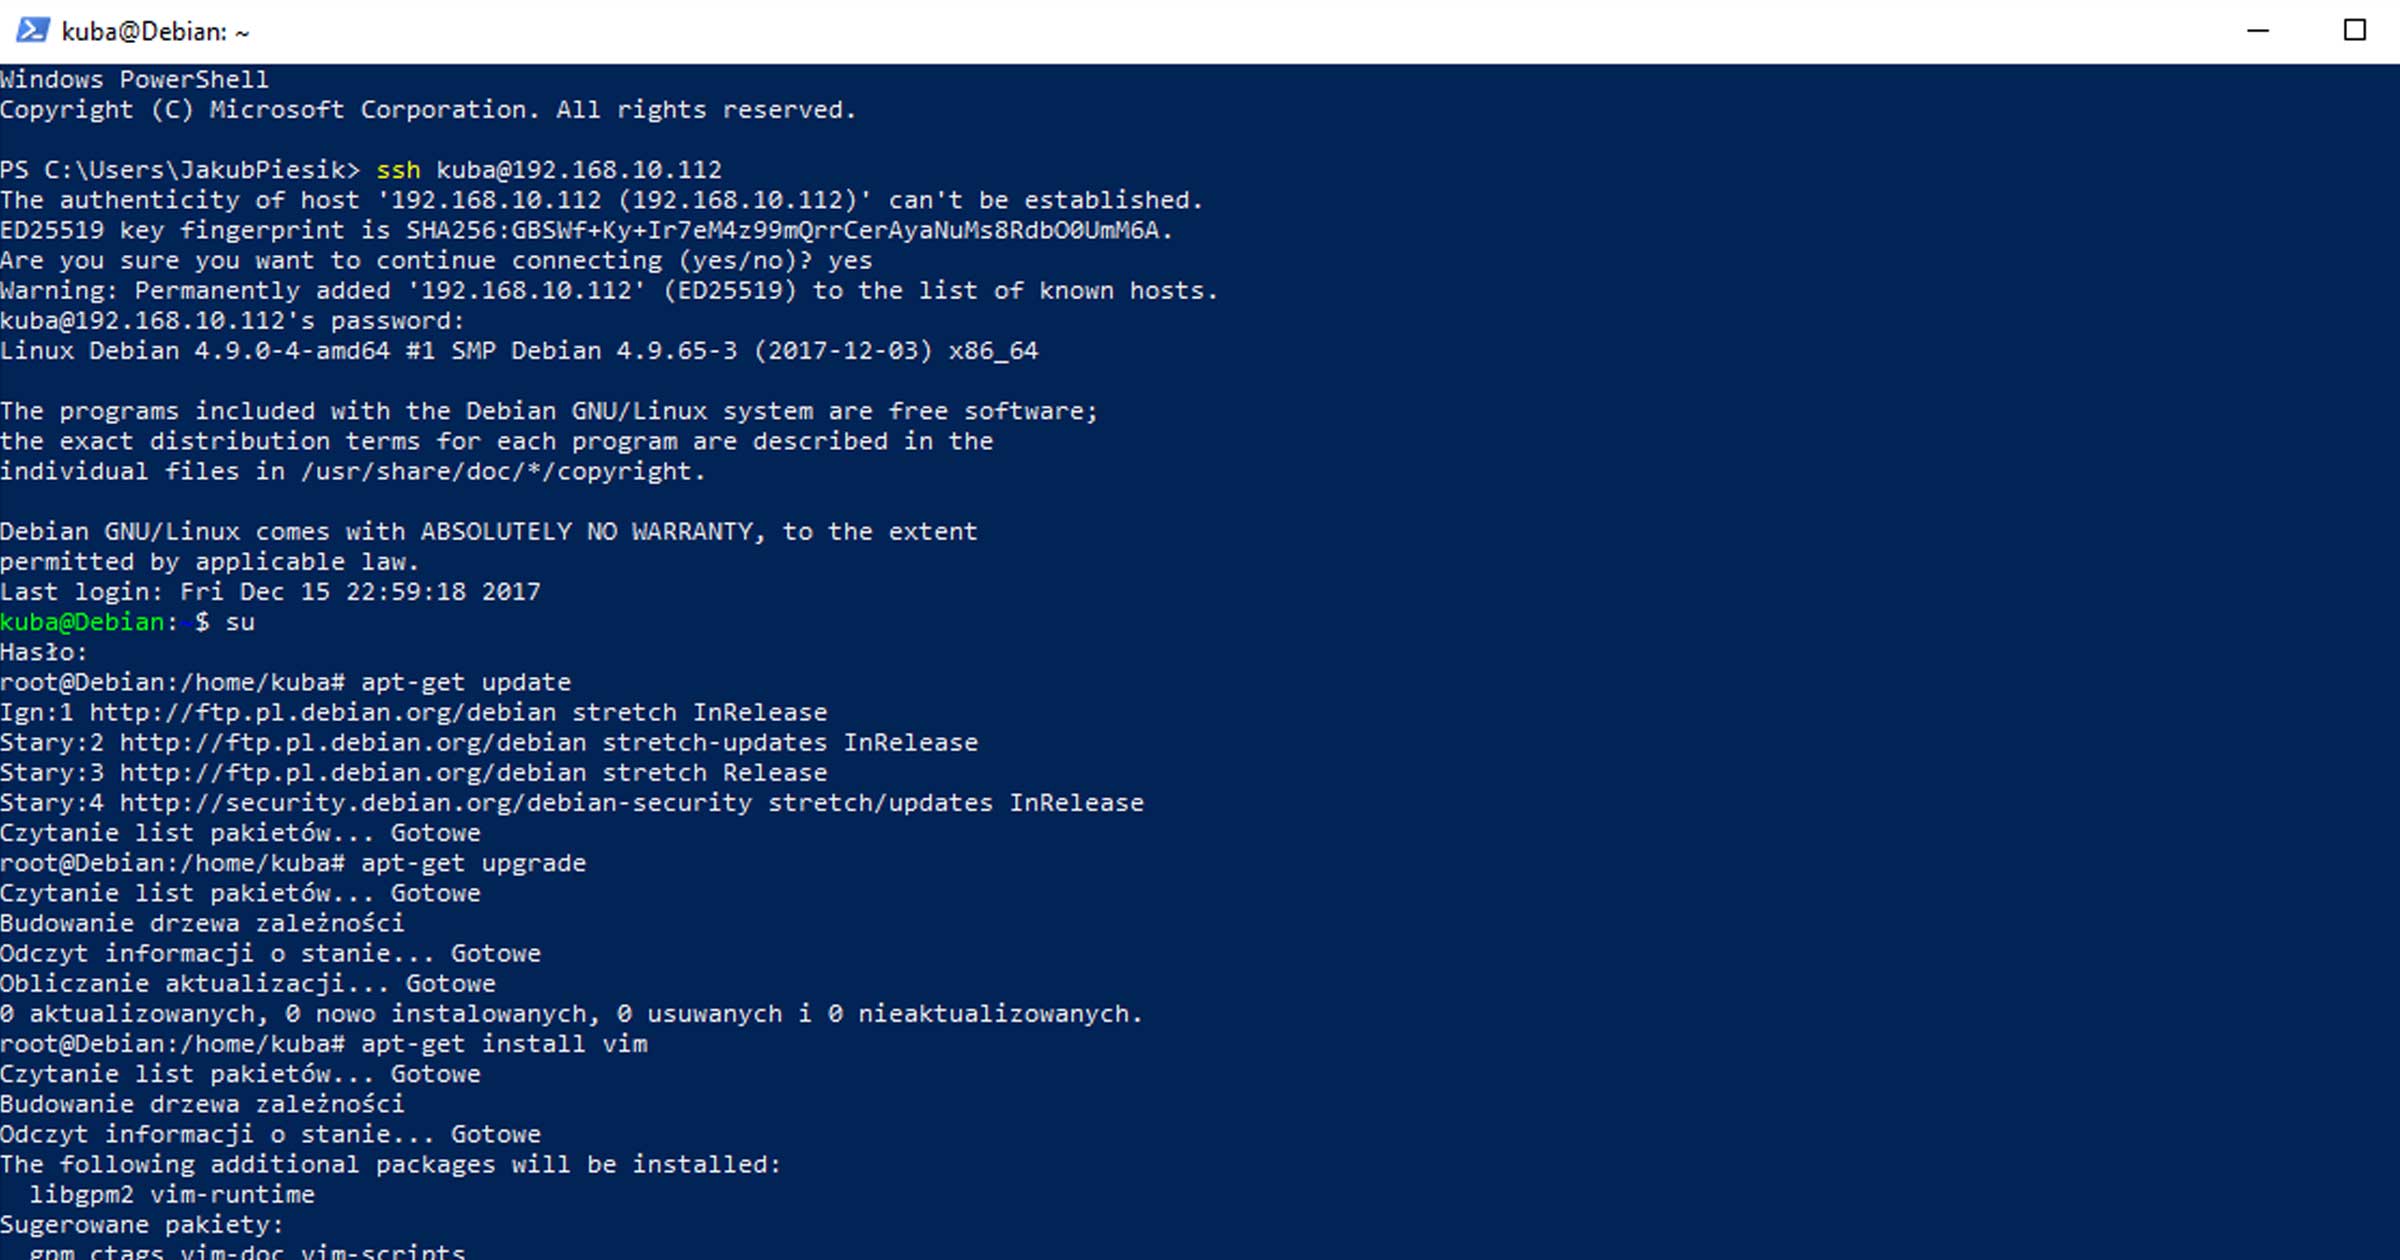 kuba@Debian: ~
Windows PowerShell
Copyright (C) Microsoft Corporation. All rights reserved.
PS C:\Users\JakubPiesik> ssh kuba@192.168.10.112
The authenticity of host '192.168.10.112 (192.168.10.112)' can't be established.
ED25519 key fingerprint is SHA256:GBSWf+Ky+Ir7eM4z99mQrrCerAyaNuMs8RdbO0UmM6A.
Are you sure you want to continue connecting (yes/no)? yes
Warning: Permanently added '192.168.10.112' (ED25519) to the list of known hosts.
kuba@192.168.10.112's password:
Linux Debian 4.9.0-4-amd64 #1 SMP Debian 4.9.65-3 (2017-12-03) x86_64
The programs included with the Debian GNU/Linux system are free software;
the exact distribution terms for each program are described in the
individual files in /usr/share/doc/*/copyright.
Debian GNU/Linux comes with ABSOLUTELY NO WARRANTY, to the extent
permitted by applicable law.
Last login: Fri Dec 15 22:59:18 2017
kuba@Debian:~$ su
Hasło:
root@Debian:/home/kuba# apt-get update
Ign:1 http://ftp.pl.debian.org/debian stretch InRelease
Stary:2 http://ftp.pl.debian.org/debian stretch-updates InRelease
Stary:3 http://ftp.pl.debian.org/debian stretch Release
Stary:4 http://security.debian.org/debian-security stretch/updates InRelease
Czytanie list pakietów... Gotowe
root@Debian:/home/kuba# apt-get upgrade
Czytanie list pakietów... Gotowe
Budowanie drzewa zależności
Odczyt informacji o stanie... Gotowe
Obliczanie aktualizacji... Gotowe
0 aktualizowanych, 0 nowo instalowanych, 0 usuwanych i 0 nieaktualizowanych.
root@Debian:/home/kuba# apt-get install vim
Czytanie list pakietów... Gotowe
Budowanie drzewa zależności
Odczyt informacji o stanie... Gotowe
The following additional packages will be installed:
libgpm2 vim-runtime
Sugerowane pakiety:
gpm ctags vim-doc vim-scripts